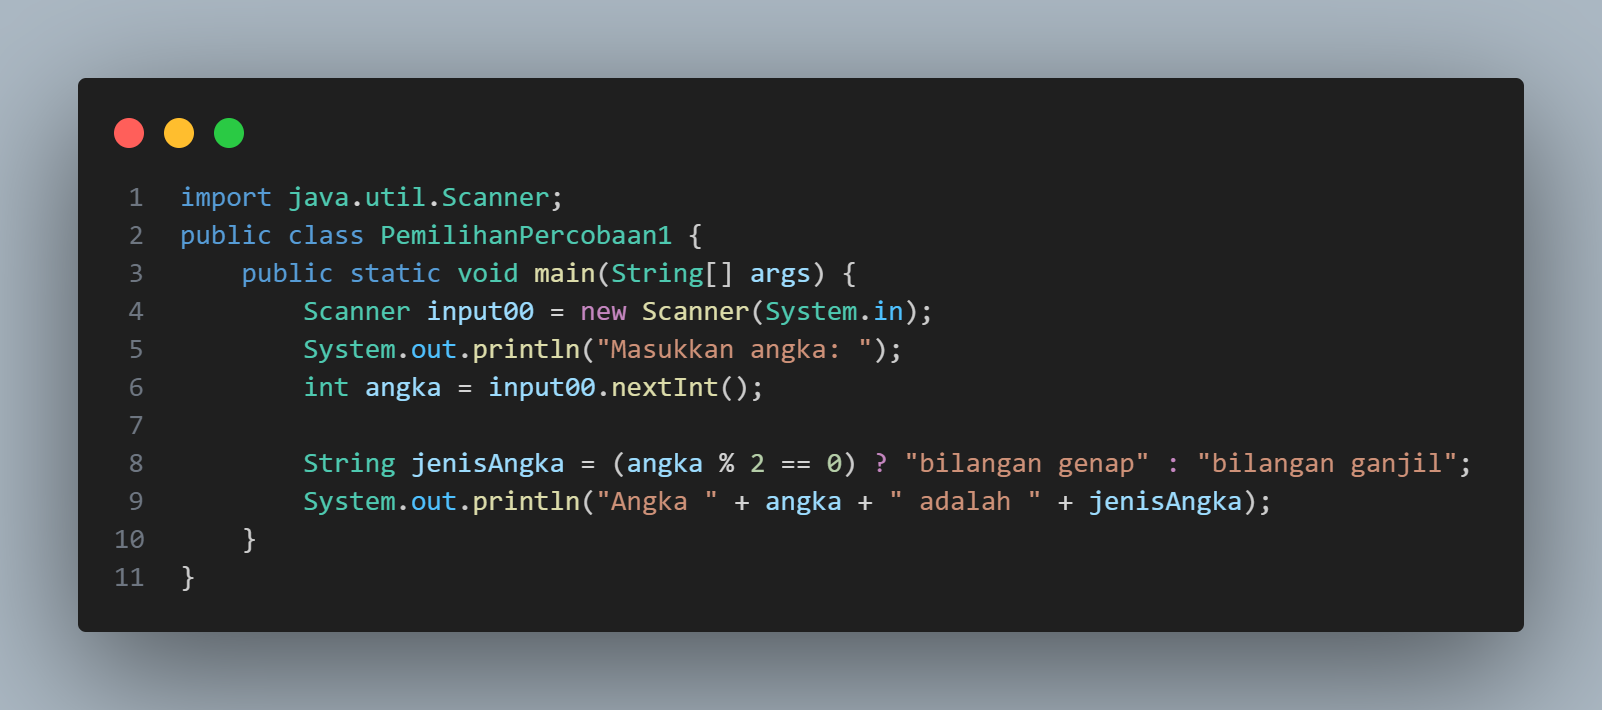 1 import java.util.Scanner;
2 public class PemilihanPercobaan1 {
3     public static void main(String[] args) {
4         Scanner input00 = new Scanner(System.in);
5         System.out.println("Masukkan angka: ");
6         int angka = input00.nextInt();
7
8         String jenisAngka = (angka % 2 == 0) ? "bilangan genap" : "bilangan ganjil";
9         System.out.println("Angka " + angka + " adalah " + jenisAngka);
10     }
11 }